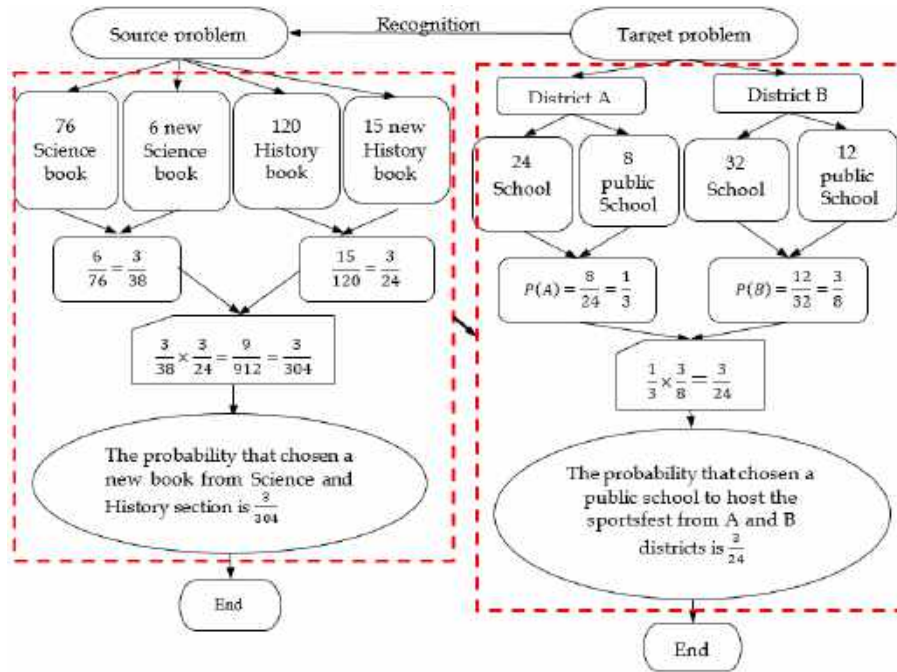 Source problem
Recognition
Target problem
76
Science
book
6 new
Science
book
120
History
book
15 new
History
book
6/76 = 3/38
15/120 = 3/24
3/38 × 3/24 = 9/912 = 3/304
The probability that chosen a
new book from Science and
History section is 3/304
End
District A
District B
24
School
8
public
School
32
School
12
public
School
P(A) = 8/24 = 1/3
P(B) = 12/32 = 3/8
1/3 × 3/8 = 3/24
The probability that chosen a
public school to host the
sportsfest from A and B
districts is 3/24
End